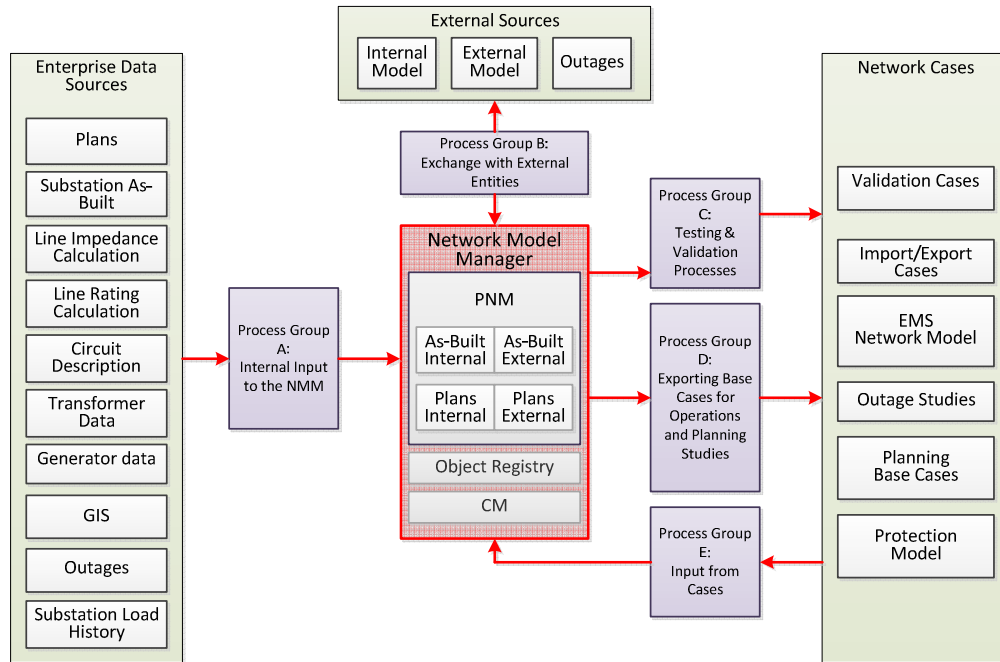 External Sources
Internal
Model
External
Model
Outages
Enterprise Data
Sources
Plans
Substation As-
Built
Line Impedance
Calculation
Line Rating
Calculation
Circuit
Description
Transformer
Data
Generator data
GIS
Outages
Substation Load
History
Process Group
A:
Internal Input
to the NMM
Process Group B:
Exchange with External
Entities
Network Model
Manager
PNM
As-Built
Internal
As-Built
External
Plans
Internal
Plans
External
Object Registry
CM
Process Group
C:
Testing &
Validation
Processes
Process Group
D:
Exporting Base
Cases for
Operations
and Planning
Studies
Process Group
E:
Input from
Cases
Network Cases
Validation Cases
Import/Export
Cases
EMS
Network Model
Outage Studies
Planning
Base Cases
Protection
Model